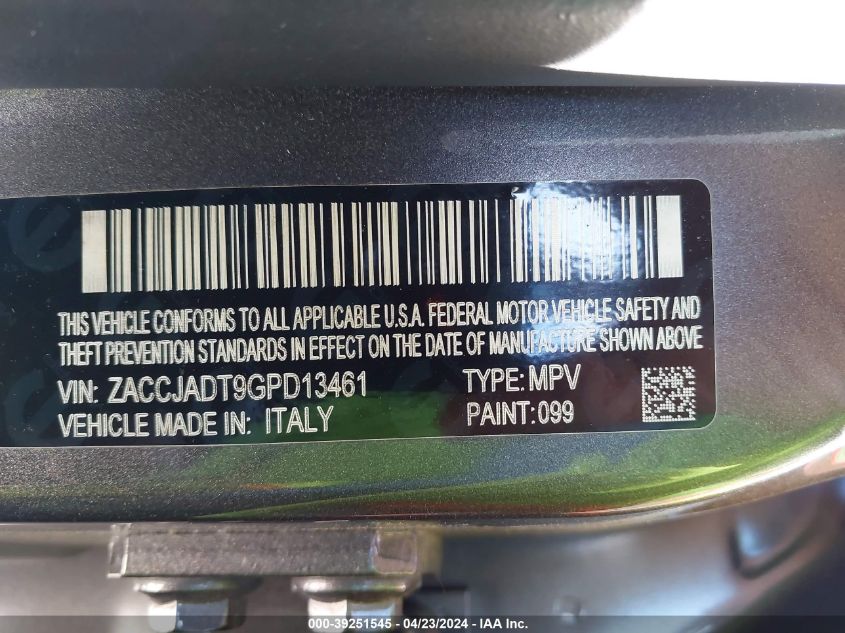 THIS VEHICLE CONFORMS TO ALL APPLICABLE U.S.A. FEDERAL MOTOR VEHICLE SAFETY AND
THEFT PREVENTION STANDARDS IN EFFECT ON THE DATE OF MANUFACTURE SHOWN ABOVE
VIN: ZACCJADT9GPD13461 TYPE: MPV
VEHICLE MADE IN: ITALY PAINT: 099
000-39251545 - 04/23/2024 - IAA Inc.